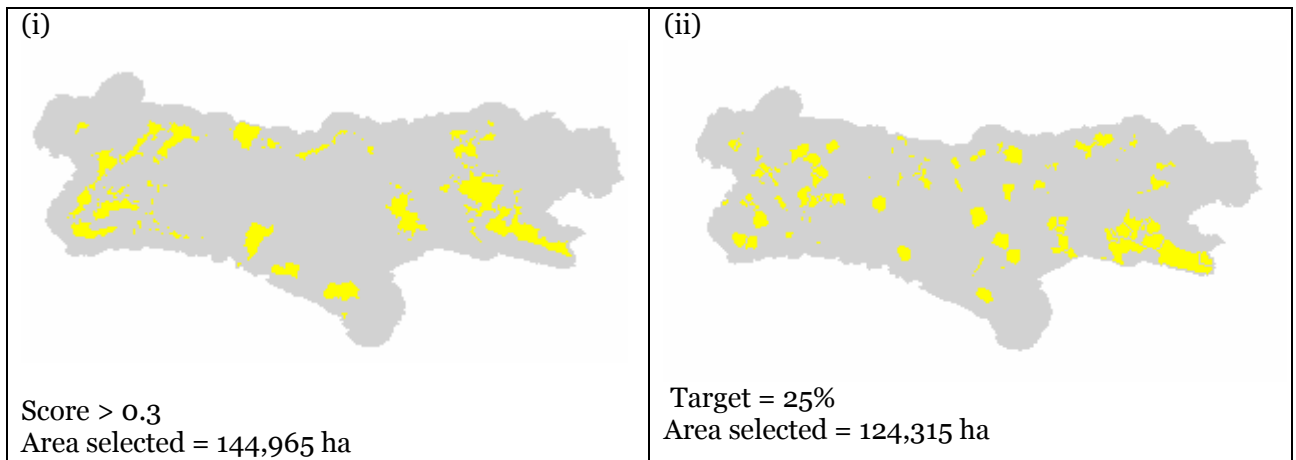 (i)
Score > 0.3
Area selected = 144,965 ha
(ii)
Target = 25%
Area selected = 124,315 ha